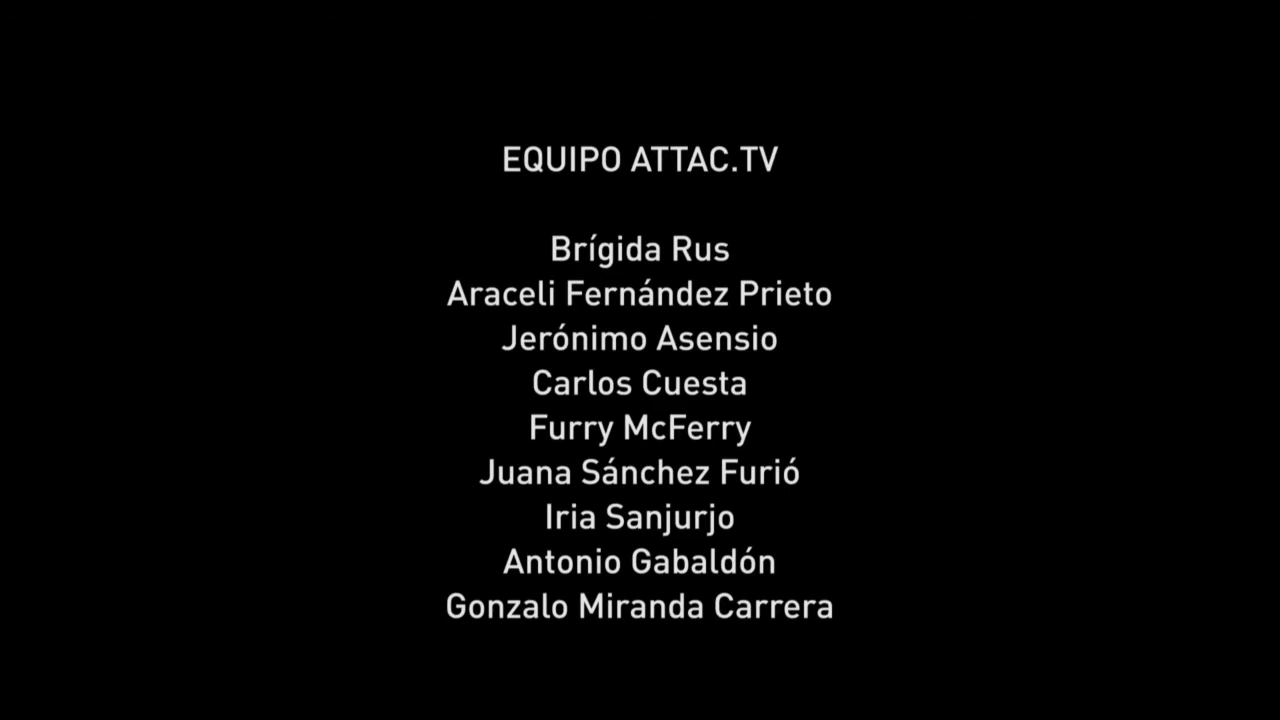 EQUIPO ATTAC.TV
Brígida Rus
Araceli Fernández Prieto
Jerónimo Asensio
Carlos Cuesta
Furry McFerry
Juana Sánchez Furió
Iria Sanjurjo
Antonio Gabaldón
Gonzalo Miranda Carrera